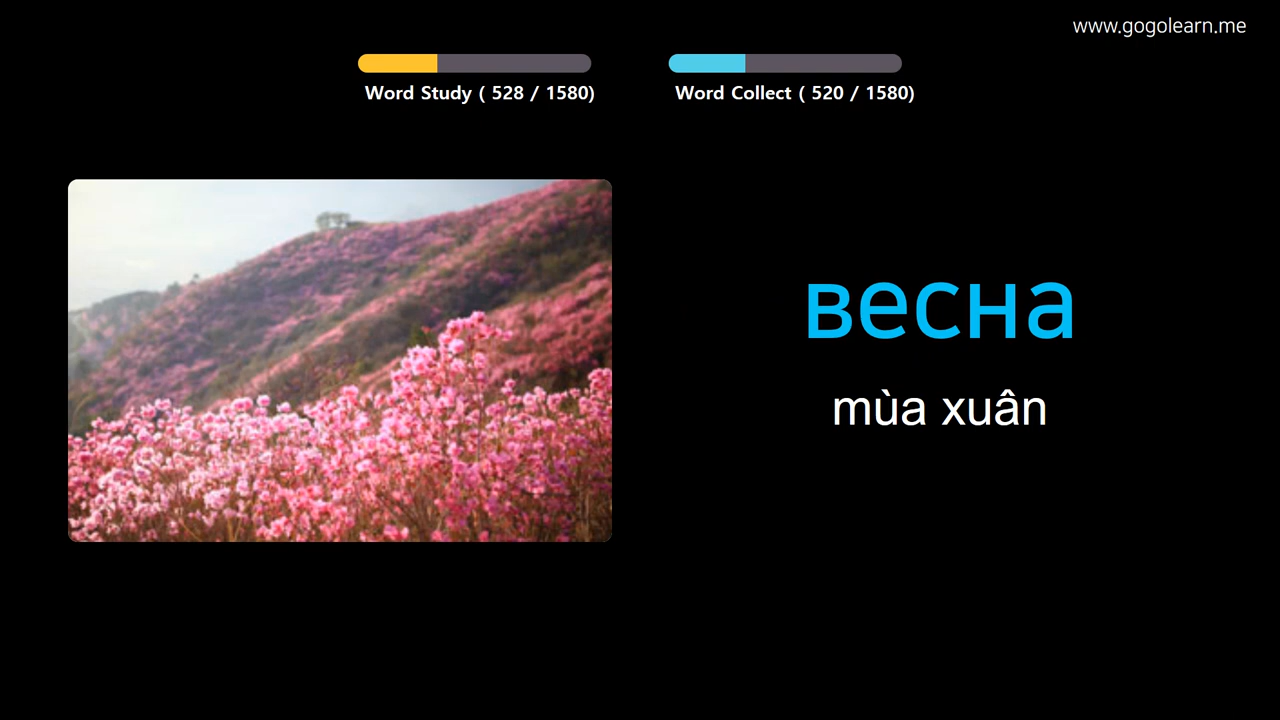 www.gogolearn.me
Word Study ( 528 / 1580)
Word Collect ( 520 / 1580)
весна
mùa xuân